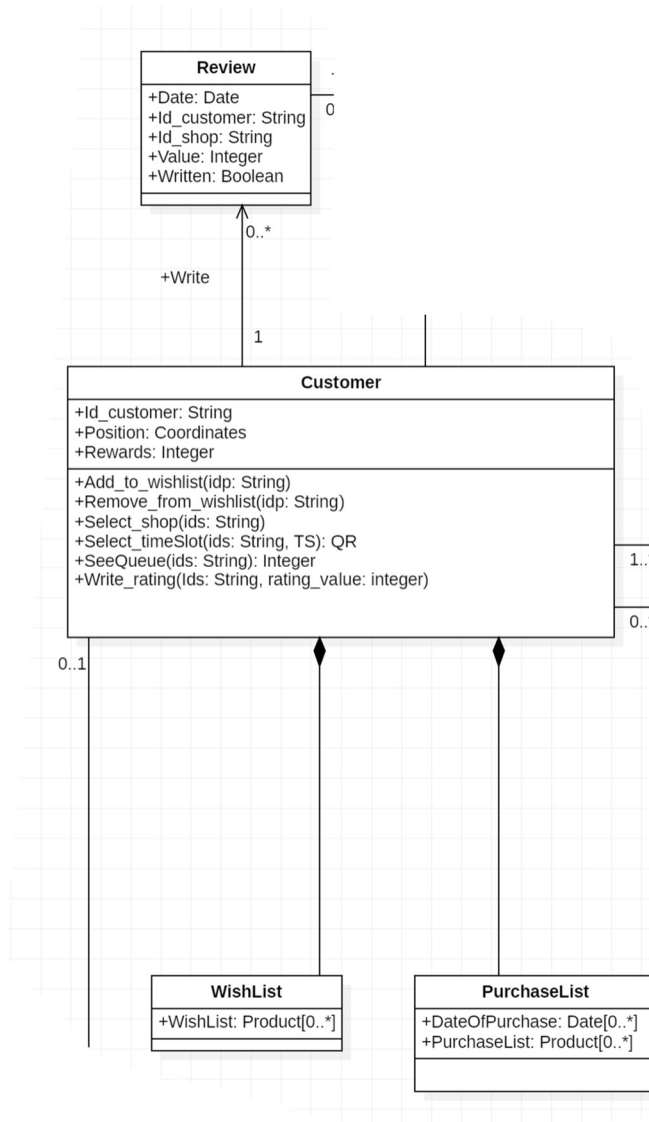 Review
+Date: Date
+Id_customer: String
+Id_shop: String
+Value: Integer
+Written: Boolean
0
0..*
+Write
1
Customer
+Id_customer: String
+Position: Coordinates
+Rewards: Integer
+Add_to_wishlist(idp: String)
+Remove_from_wishlist(idp: String)
+Select_shop(ids: String)
+Select_timeSlot(ids: String, TS): QR
+SeeQueue(ids: String): Integer
+Write_rating(Ids: String, rating_value: integer)
1..
0..
0..1
WishList
+WishList: Product[0..*]
PurchaseList
+DateOfPurchase: Date[0..*]
+PurchaseList: Product[0..*]